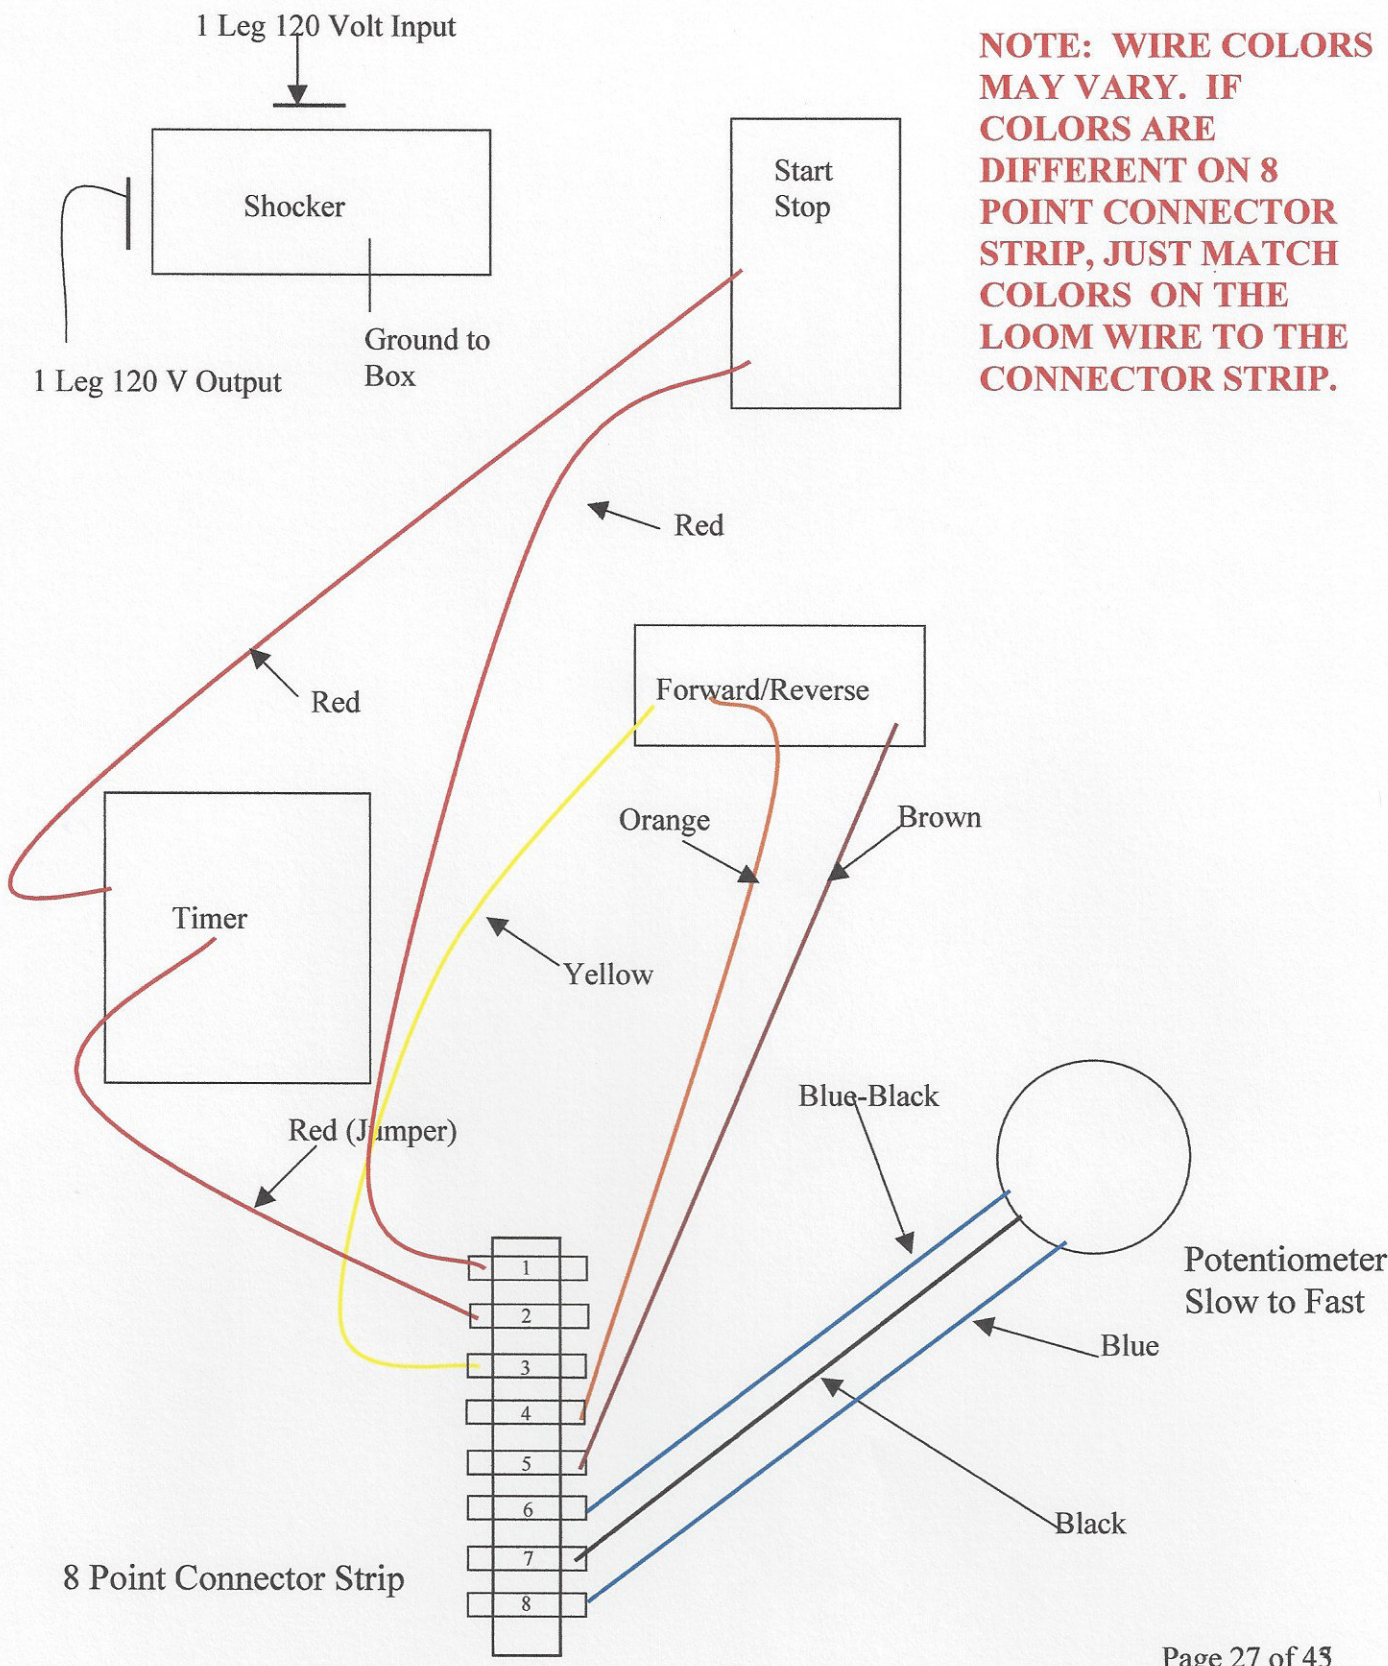 1 Leg 120 Volt Input
NOTE:  WIRE COLORS
MAY VARY.  IF
COLORS ARE
DIFFERENT ON 8
POINT CONNECTOR
STRIP, JUST MATCH
COLORS  ON THE
LOOM WIRE TO THE
CONNECTOR STRIP.
Shocker
Start
Stop
Ground to
Box
1 Leg 120 V Output
Red
Red
Forward/Reverse
Orange
Brown
Timer
Yellow
Blue-Black
Red (Jumper)
Potentiometer
Slow to Fast
Blue
Black
1
2
3
4
5
6
7
8
8 Point Connector Strip
Page 27 of